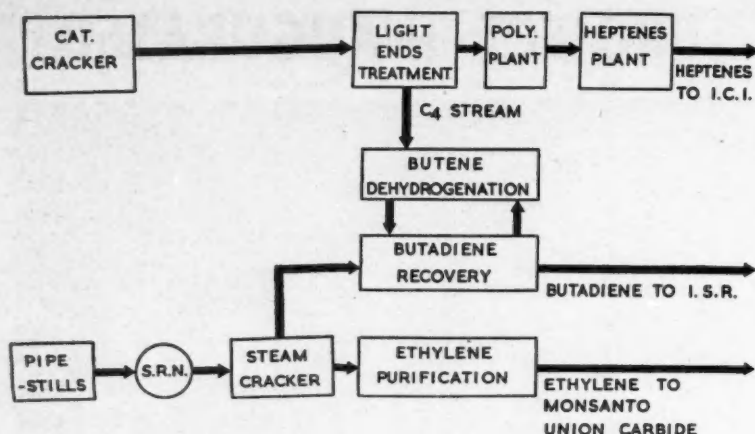 CAT.
CRACKER
LIGHT
ENDS
TREATMENT
POLY.
PLANT
HEPTENES
PLANT
HEPTENES
TO I.C.I.
C4 STREAM
BUTENE
DEHYDROGENATION
BUTADIENE
RECOVERY
BUTADIENE TO I.S.R.
PIPE
-STILLS
S.R.N.
STEAM
CRACKER
ETHYLENE
PURIFICATION
ETHYLENE TO
MONSANTO
UNION CARBIDE